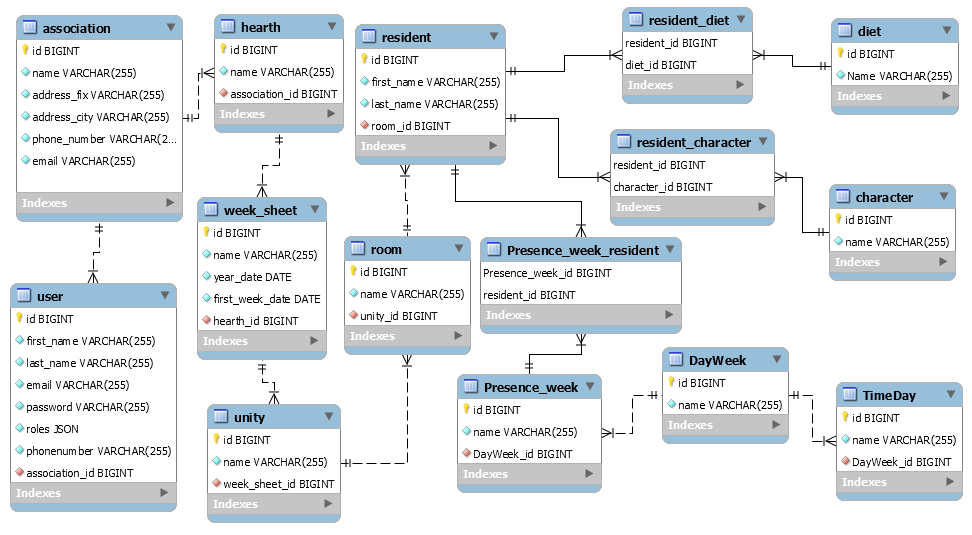 association
id BIGINT
name VARCHAR(255)
address_fix VARCHAR(255)
address_city VARCHAR(255)
phone_number VARCHAR(2...
email VARCHAR(255)
Indexes
hearth
id BIGINT
name VARCHAR(255)
association_id BIGINT
Indexes
resident
id BIGINT
first_name VARCHAR(255)
last_name VARCHAR(255)
room_id BIGINT
Indexes
resident_diet
resident_id BIGINT
diet_id BIGINT
Indexes
diet
id BIGINT
Name VARCHAR(255)
Indexes
resident_character
resident_id BIGINT
character_id BIGINT
Indexes
character
id BIGINT
name VARCHAR(255)
Indexes
week_sheet
id BIGINT
name VARCHAR(255)
year_date DATE
first_week_date DATE
hearth_id BIGINT
Indexes
room
id BIGINT
name VARCHAR(255)
unity_id BIGINT
Indexes
Presence_week_resident
Presence_week_id BIGINT
resident_id BIGINT
Indexes
user
id BIGINT
first_name VARCHAR(255)
last_name VARCHAR(255)
email VARCHAR(255)
password VARCHAR(255)
roles JSON
phonenumber VARCHAR(255)
association_id BIGINT
Indexes
unity
id BIGINT
name VARCHAR(255)
week_sheet_id BIGINT
Indexes
Presence_week
id BIGINT
name VARCHAR(255)
DayWeek_id BIGINT
Indexes
DayWeek
id BIGINT
name VARCHAR(255)
Indexes
TimeDay
id BIGINT
name VARCHAR(255)
DayWeek_id BIGINT
Indexes